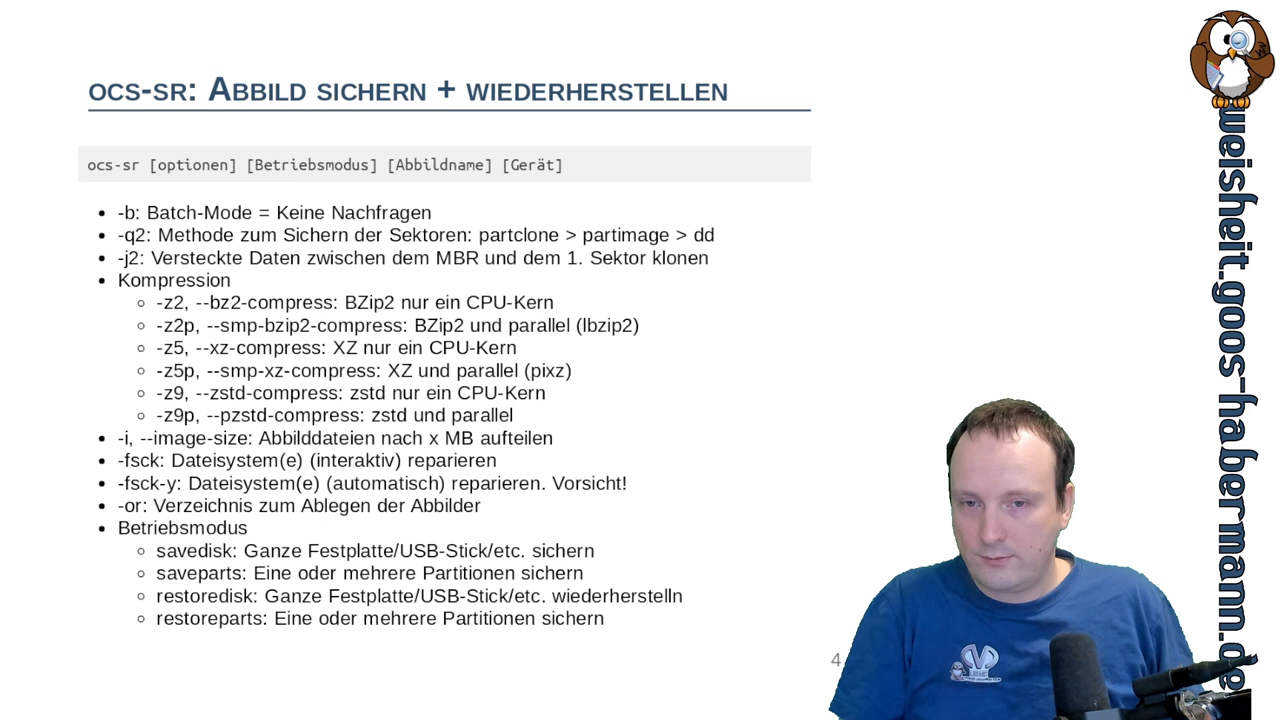 ocs-sr: Abbild sichern + wiederherstellen
ocs-sr [optionen] [Betriebsmodus] [Abbildname] [Gerät]
-b: Batch-Mode = Keine Nachfragen
-q2: Methode zum Sichern der Sektoren: partclone > partimage > dd
-j2: Versteckte Daten zwischen dem MBR und dem 1. Sektor klonen
Kompression
-z2, --bz2-compress: BZip2 nur ein CPU-Kern
-z2p, --smp-bzip2-compress: BZip2 und parallel (lbzip2)
-z5, --xz-compress: XZ nur ein CPU-Kern
-z5p, --smp-xz-compress: XZ und parallel (pixz)
-z9, --zstd-compress: zstd nur ein CPU-Kern
-z9p, --pzstd-compress: zstd und parallel
-i, --image-size: Abbilddateien nach x MB aufteilen
-fsck: Dateisystem(e) (interaktiv) reparieren
-fsck-y: Dateisystem(e) (automatisch) reparieren. Vorsicht!
-or: Verzeichnis zum Ablegen der Abbilder
Betriebsmodus
savedisk: Ganze Festplatte/USB-Stick/etc. sichern
saveparts: Eine oder mehrere Partitionen sichern
restoredisk: Ganze Festplatte/USB-Stick/etc. wiederherstelln
restoreparts: Eine oder mehrere Partitionen sichern
4
weisheit.goos-habermann.de